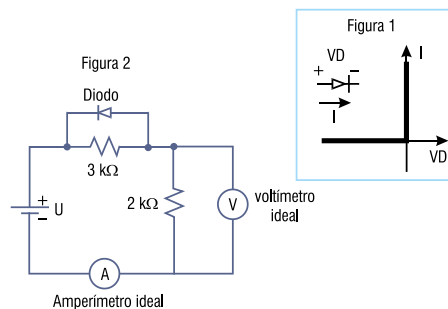 Figura 2
Diodo
3 kΩ
+
−
U
2 kΩ
V
voltímetro
ideal
A
Amperímetro ideal
Figura 1
VD
+ −
I
I
VD